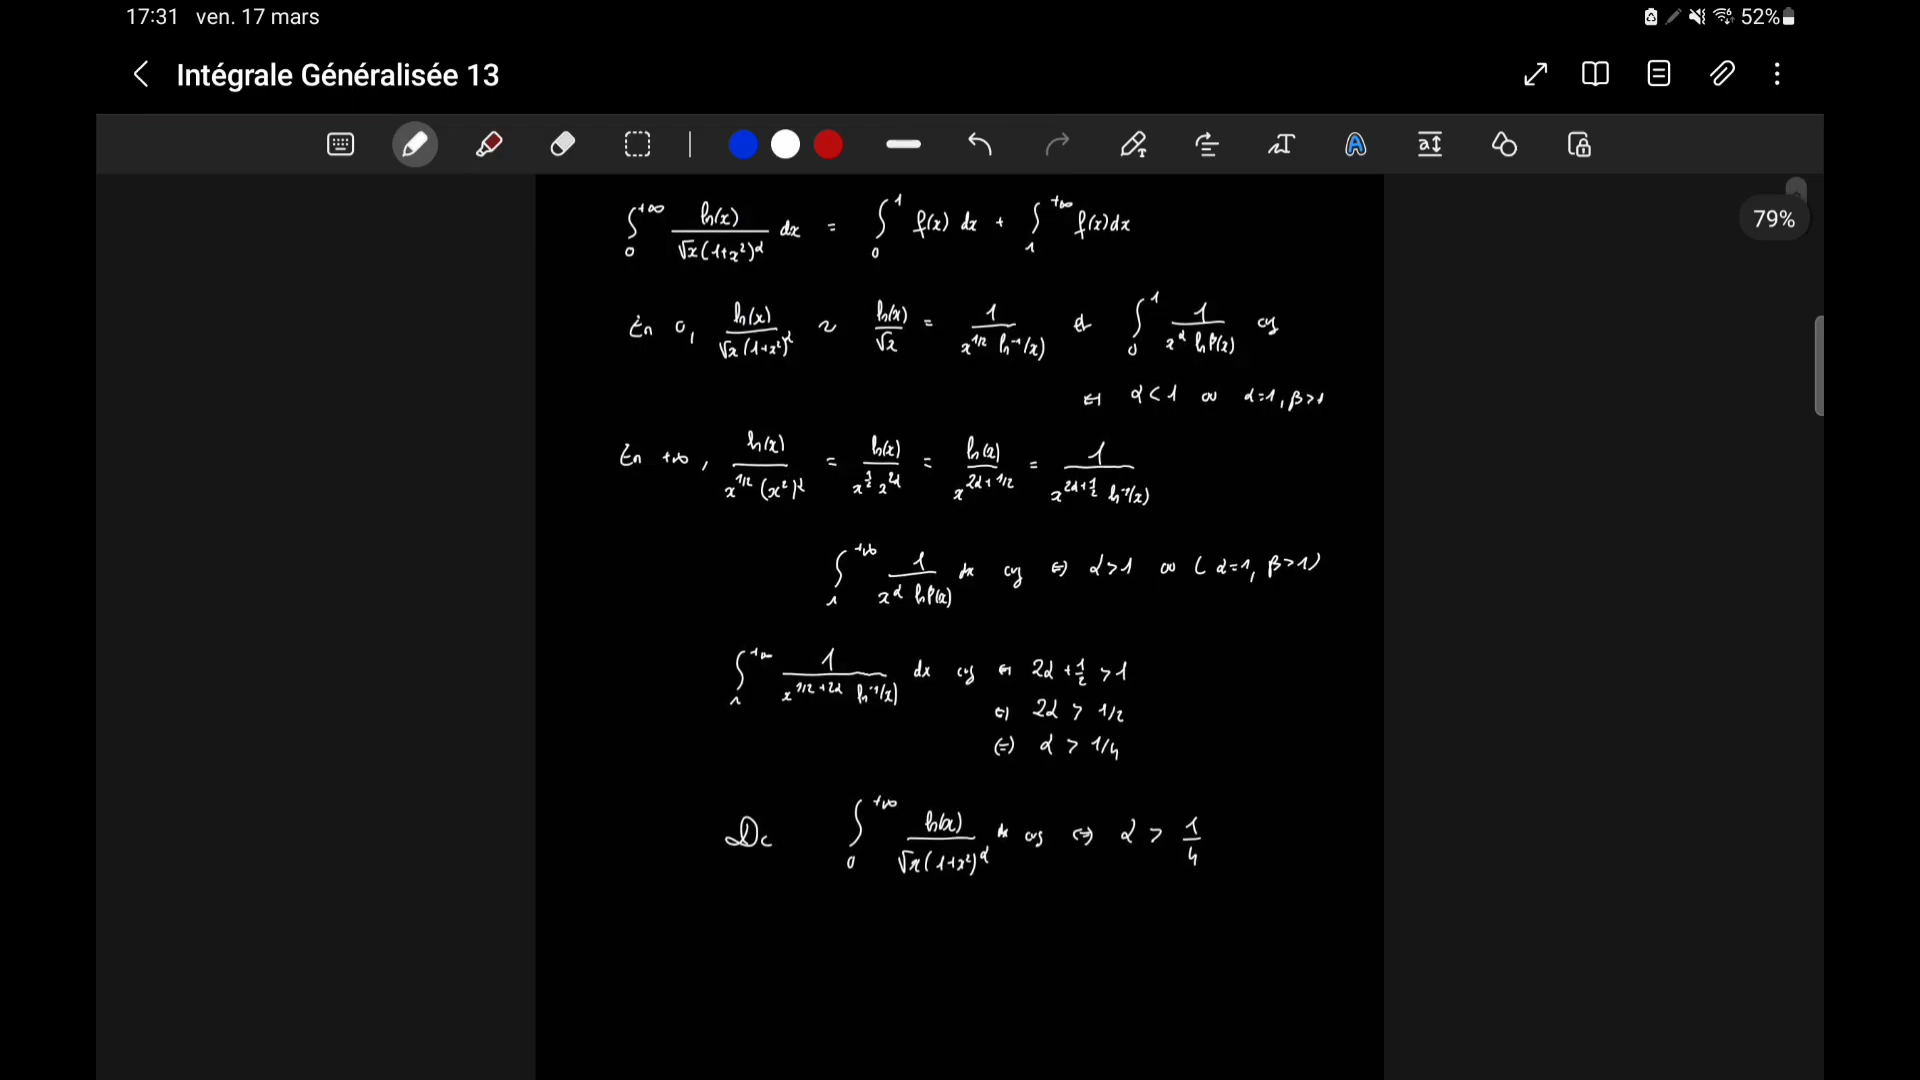 17:31 ven. 17 mars 52%
Intégrale Généralisée 13
79%
∫₀^{+∞} ln(x)/(√x(1+x²)^α) dx = ∫₀^1 f(x) dx + ∫₁^{+∞} f(x)dx
En 0, ln(x)/(√x(1+x²)^α) ~ ln(x)/√x = 1/(x^{1/2} ln^{-1}(x)) et ∫₀^1 1/(x^α ln^β(x)) cv
⇔ α < 1 ou α=1, β>1
En +∞, ln(x)/(x^{1/2}(x²)^α) = ln(x)/(x^{1/2} x^{2α}) = ln(x)/x^{2α+1/2} = 1/(x^{2α+1/2} ln^{-1}(x))
∫₁^{+∞} 1/(x^α ln^β(x)) dx cv ⇔ α>1 ou (α=1, β>1)
∫₁^{+∞} 1/(x^{1/2+2α} ln^{-1}(x)) dx cv ⇔ 2α + 1/2 > 1
⇔ 2α > 1/2
⇔ α > 1/4
Dc ∫₀^{+∞} ln(x)/(√x(1+x²)^α) dx cv ⇔ α > 1/4